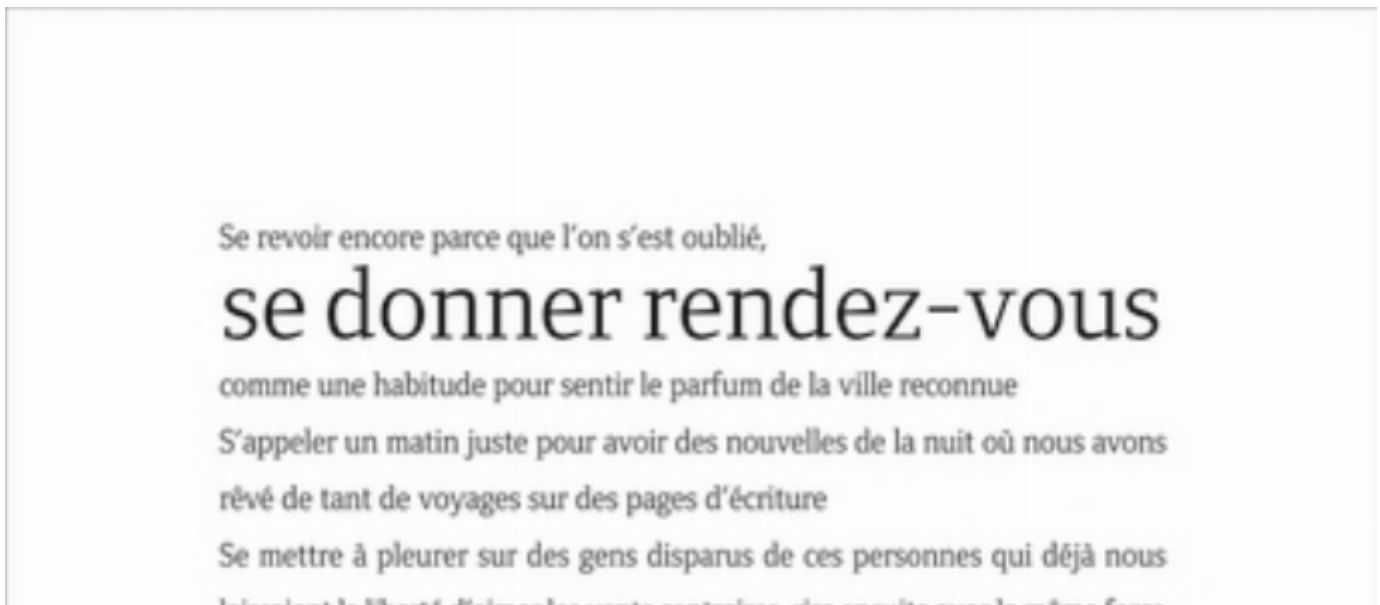 Se revoir encore parce que l'on s'est oublié,
se donner rendez-vous
comme une habitude pour sentir le parfum de la ville reconnue
S'appeler un matin juste pour avoir des nouvelles de la nuit où nous avons
rêvé de tant de voyages sur des pages d'écriture
Se mettre à pleurer sur des gens disparus de ces personnes qui déjà nous